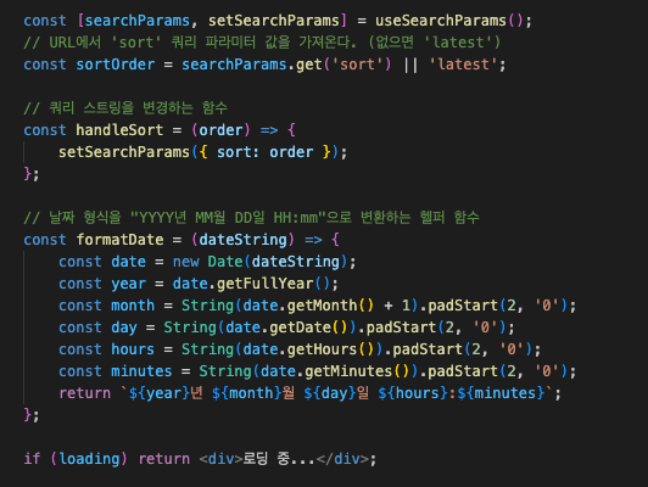 const [searchParams, setSearchParams] = useSearchParams();
// URL에서 'sort' 쿼리 파라미터 값을 가져온다. (없으면 'latest')
const sortOrder = searchParams.get('sort') || 'latest';
// 쿼리 스트링을 변경하는 함수
const handleSort = (order) => {
    setSearchParams({ sort: order });
};
// 날짜 형식을 "YYYY년 MM월 DD일 HH:mm"으로 변환하는 헬퍼 함수
const formatDate = (dateString) => {
    const date = new Date(dateString);
    const year = date.getFullYear();
    const month = String(date.getMonth() + 1).padStart(2, '0');
    const day = String(date.getDate()).padStart(2, '0');
    const hours = String(date.getHours()).padStart(2, '0');
    const minutes = String(date.getMinutes()).padStart(2, '0');
    return `${year}년 ${month}월 ${day}일 ${hours}:${minutes}`;
};
if (loading) return <div>로딩 중...</div>;